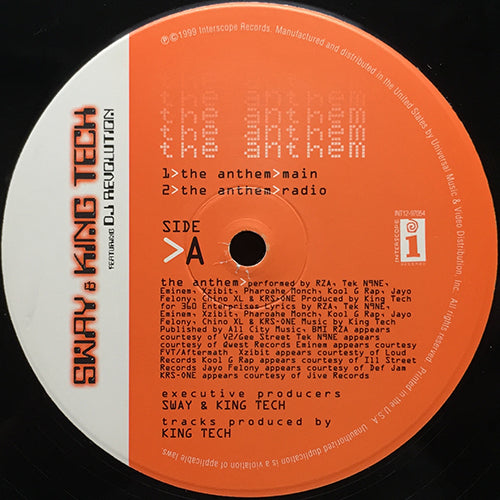 ℗©1999 Interscope Records. Manufactured and distributed in the United States by Universal Music & Video Distribution, Inc. All rights reserved. Printed in the U.S.A. Unauthorized duplication is a violation of applicable laws
SWAY & KING TECH
FEATURING DJ REVOLUTION
the anthem
the anthem
the anthem
the anthem
the anthem
1>the anthem>main
2>the anthem>radio
INT12-97054
INTERSCOPE
i
RECORDS
SIDE
>A
the anthem>performed by RZA, Tek N9NE,
Eminem, Xzibit, Pharoahe Monch, Kool G Rap, Jayo
Felony, Chino XL & KRS-ONE Produced by King Tech
for 360 Enterprises Lyrics by RZA, Tek N9NE,
Eminem, Xzibit, Pharoahe Monch, Kool G Rap, Jayo
Felony, Chino XL & KRS-ONE Music by King Tech
Published by All City Music, BMI RZA appears
courtesy of V2/Gee Street Tek N9NE appears
courtesy of Qwest Records Eminem appears courtesy
FVT/Aftermath Xzibit appears courtesty of Loud
Records Kool G Rap appears courtesy of Ill Street
Records Jayo Felony appears courtesy of Def Jam
KRS-ONE appears courtesy of Jive Records
executive producers
SWAY & KING TECH
tracks produced by
KING TECH